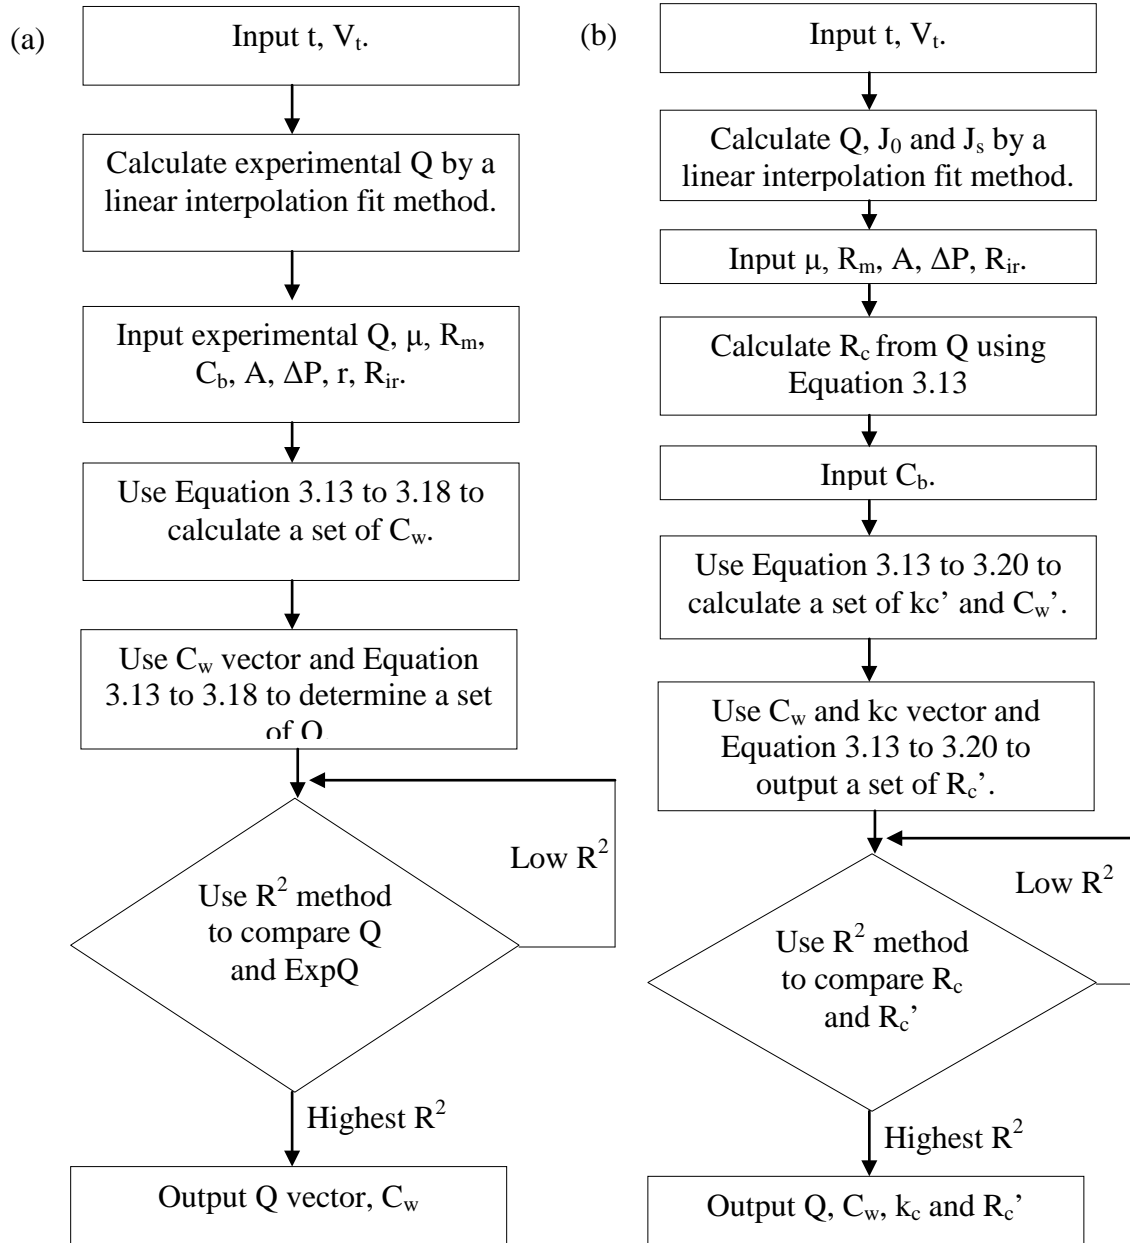 (a)
Input t, Vt.
Calculate experimental Q by a
linear interpolation fit method.
Input experimental Q, μ, Rm,
Cb, A, ΔP, r, Rir.
Use Equation 3.13 to 3.18 to
calculate a set of Cw.
Use Cw vector and Equation
3.13 to 3.18 to determine a set
of Q
Low R2
Use R2 method
to compare Q
and ExpQ
Highest R2
Output Q vector, Cw
(b)
Input t, Vt.
Calculate Q, J0 and Js by a
linear interpolation fit method.
Input μ, Rm, A, ΔP, Rir.
Calculate Rc from Q using
Equation 3.13
Input Cb.
Use Equation 3.13 to 3.20 to
calculate a set of kc’ and Cw’.
Use Cw and kc vector and
Equation 3.13 to 3.20 to
output a set of Rc’.
Low R2
Use R2 method
to compare Rc
and Rc’
Highest R2
Output Q, Cw, kc and Rc’